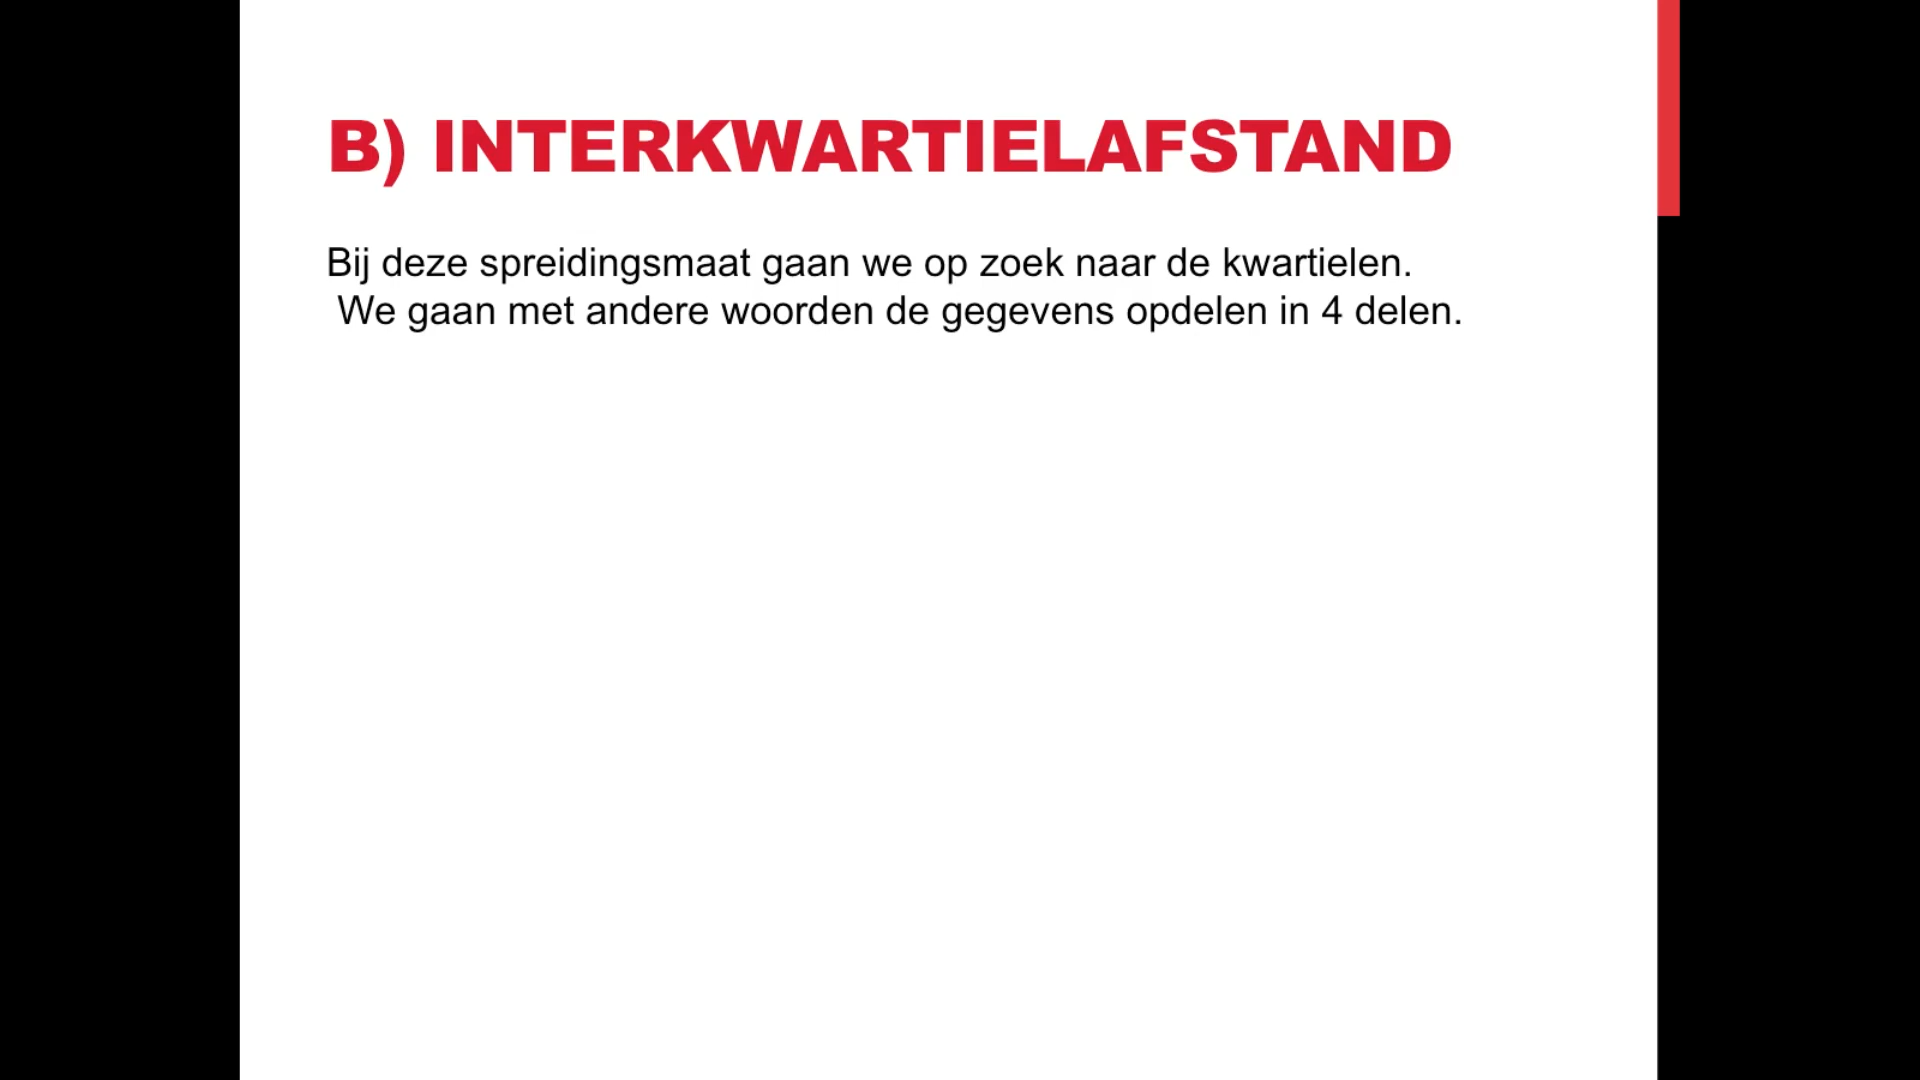 B) INTERKWARTIELAFSTAND
Bij deze spreidingsmaat gaan we op zoek naar de kwartielen.
We gaan met andere woorden de gegevens opdelen in 4 delen.